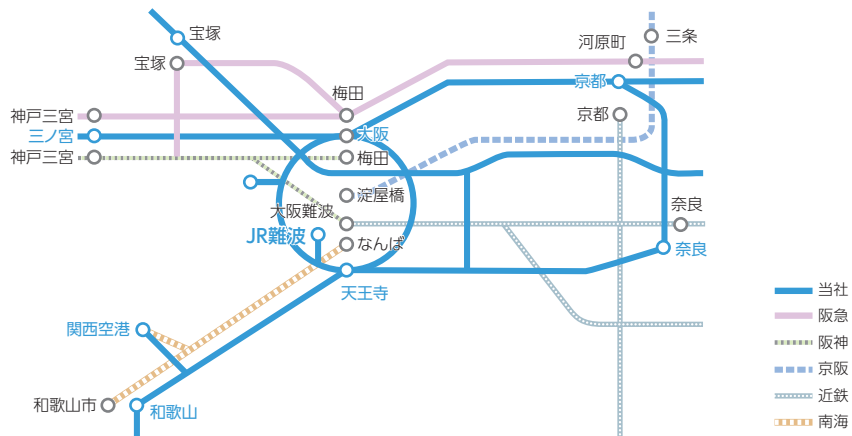 宝塚
宝塚
河原町
三条
梅田
京都
神戸三宮
京都
三ノ宮
大阪
神戸三宮
梅田
淀屋橋
大阪難波
奈良
JR難波
なんば
奈良
天王寺
関西空港
和歌山市
和歌山
当社
阪急
阪神
京阪
近鉄
南海